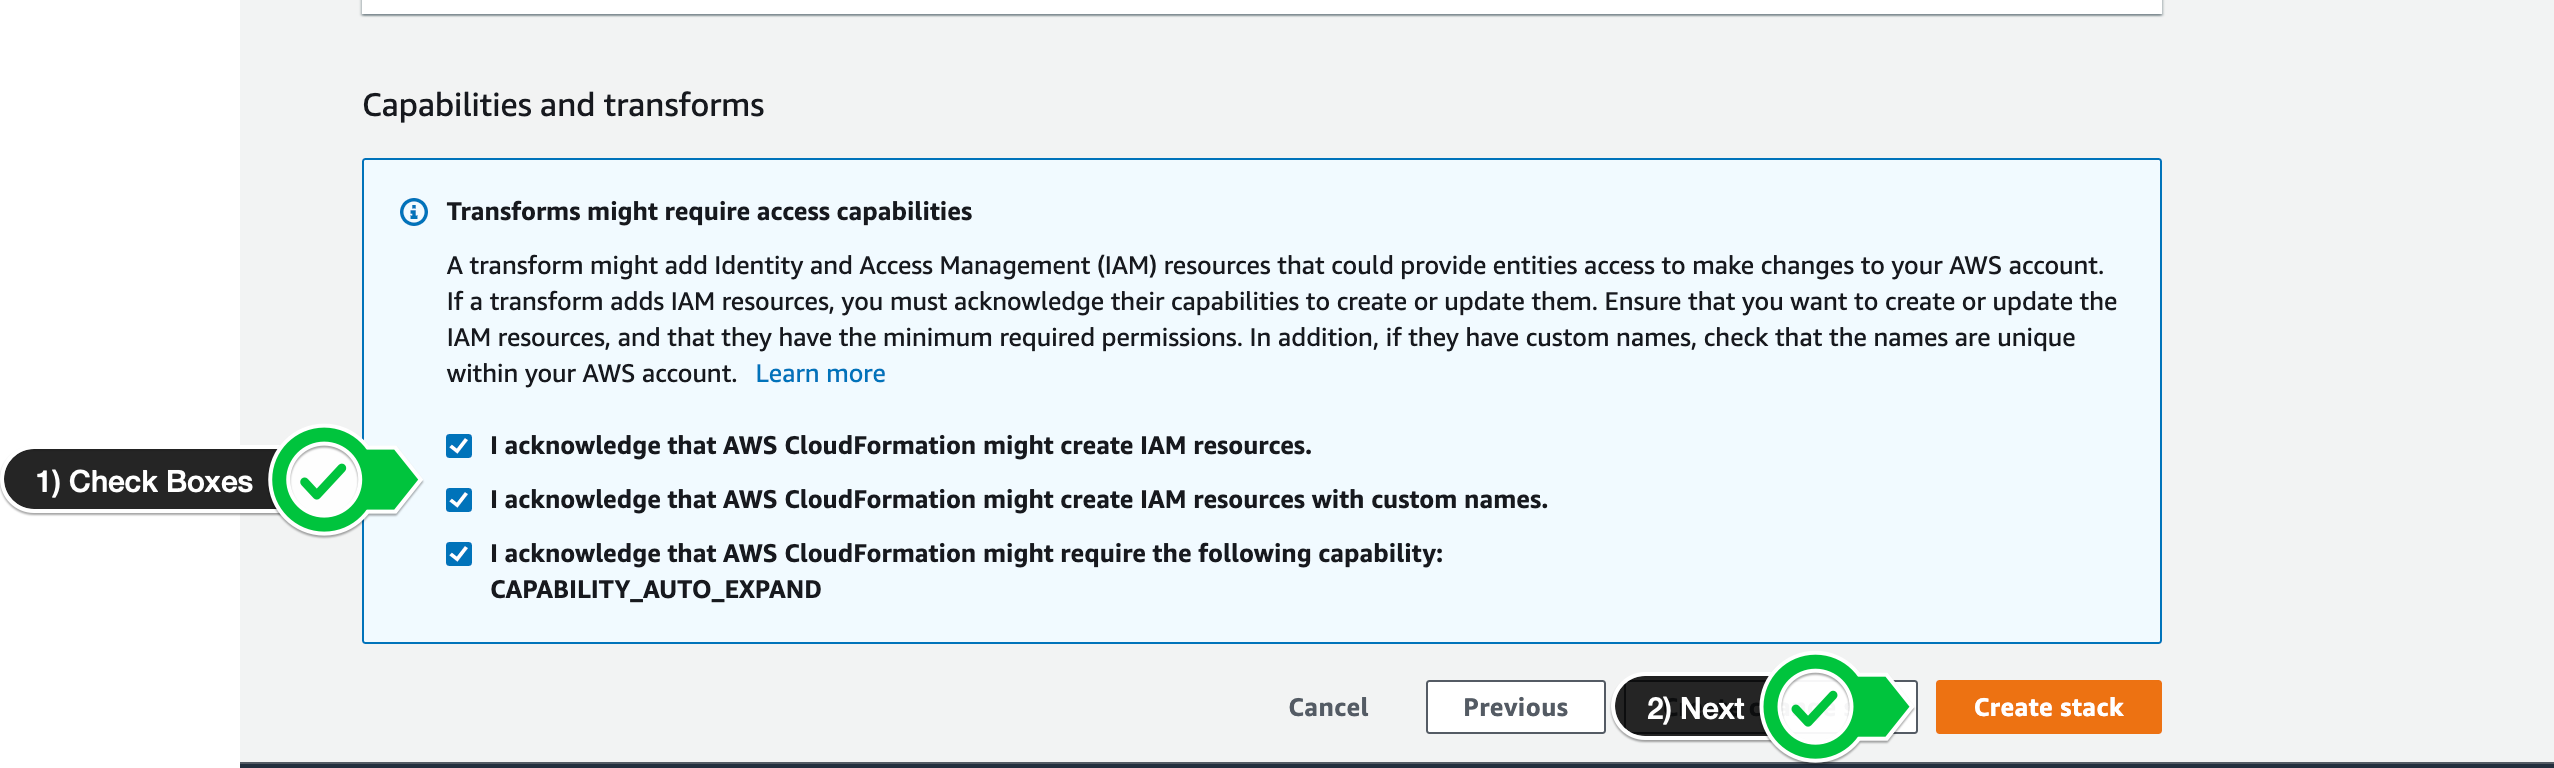 Capabilities and transforms
Transforms might require access capabilities
A transform might add Identity and Access Management (IAM) resources that could provide entities access to make changes to your AWS account.
If a transform adds IAM resources, you must acknowledge their capabilities to create or update them. Ensure that you want to create or update the
IAM resources, and that they have the minimum required permissions. In addition, if they have custom names, check that the names are unique
within your AWS account. Learn more
I acknowledge that AWS CloudFormation might create IAM resources.
1) Check Boxes
I acknowledge that AWS CloudFormation might create IAM resources with custom names.
I acknowledge that AWS CloudFormation might require the following capability:
CAPABILITY_AUTO_EXPAND
Cancel
Previous
2) Next
Create stack